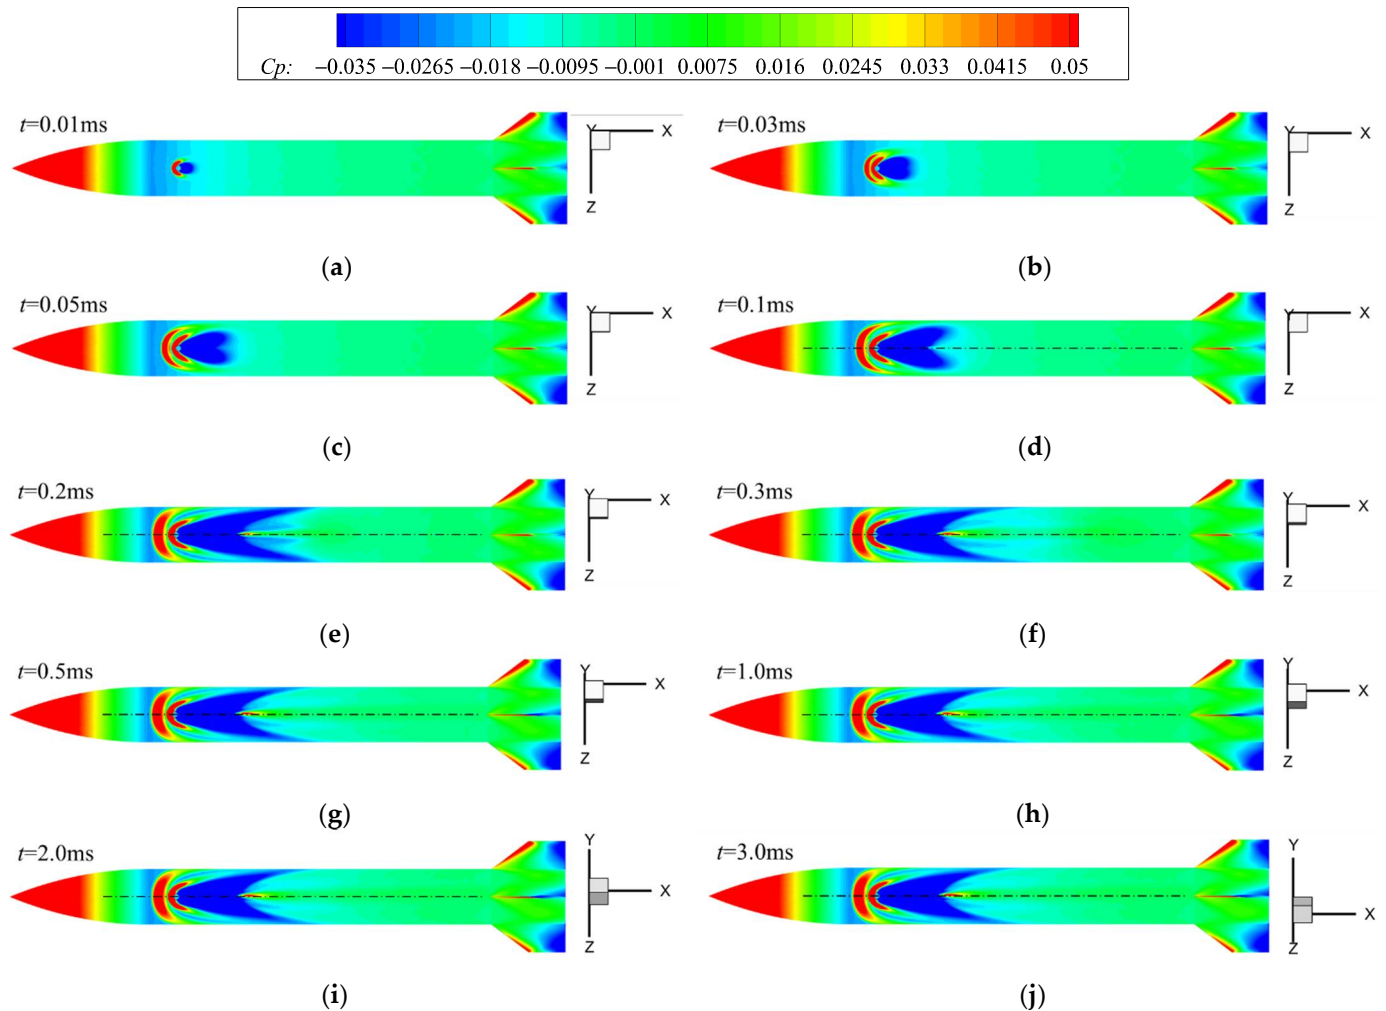 Cp: −0.035 −0.0265 −0.018 −0.0095 −0.001 0.0075 0.016 0.0245 0.033 0.0415 0.05
t=0.01ms
Y
X
Z
(a)
t=0.03ms
Y
X
Z
(b)
t=0.05ms
Y
X
Z
(c)
t=0.1ms
Y
X
Z
(d)
t=0.2ms
Y
X
Z
(e)
t=0.3ms
Y
X
Z
(f)
t=0.5ms
Y
X
Z
(g)
t=1.0ms
Y
X
Z
(h)
t=2.0ms
Y
X
Z
(i)
t=3.0ms
Y
X
Z
(j)